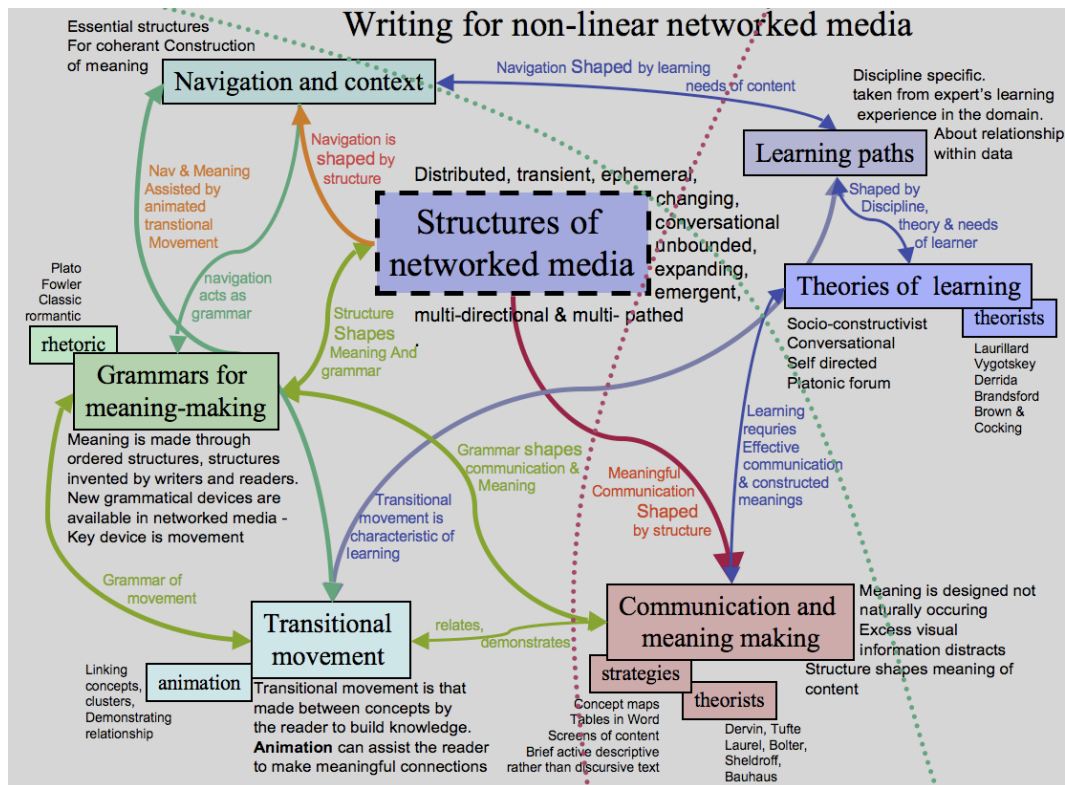 Writing for non-linear networked media
Essential structures
For coherant Construction
of meaning
Navigation and context
Navigation Shaped by learning
needs of content
Discipline specific.
taken from expert's learning
experience in the domain.
About relationship
within data
Learning paths
Navigation is
shaped by
structure
Nav & Meaning
Assisted by
animated
transtional
Movement
Distributed, transient, ephemeral,
changing,
conversational
unbounded,
expanding,
emergent,
multi-directional & multi- pathed
.
Structures of
networked media
Shaped by
Discipline,
theory & needs
of learner
Theories of learning
theorists
Socio-constructivist
Conversational
Self directed
Platonic forum
Laurillard
Vygotskey
Derrida
Brandsford
Brown &
Cocking
Plato
Fowler
Classic
rormantic
rhetoric
navigation
acts as
grammar
Structure
Shapes
Meaning And
grammar
Grammars for
meaning-making
Meaning is made through
ordered structures, structures
invented by writers and readers.
New grammatical devices are
available in networked media -
Key device is movement
Grammar shapes
communication &
Meaning
Transitional
movement is
characteristic of
learning
Meaningful
Communication
Shaped
by structure
Learning
requries
Effective
communication
& constructed
meanings
Grammar of
movement
Transitional
movement
animation
Linking
concepts,
clusters,
Demonstrating
relationship
Transitional movement is that
made between concepts by
the reader to build knowledge.
Animation can assist the reader
to make meaningful connections
relates,
demonstrates
Communication and
meaning making
strategies
theorists
Concept maps
Tables in Word
Screens of content
Brief active descriptive
rather than discursive text
Dervin, Tufte
Laurel, Bolter,
Sheldroff,
Bauhaus
Meaning is designed not
naturally occuring
Excess visual
information distracts
Structure shapes meaning of
content